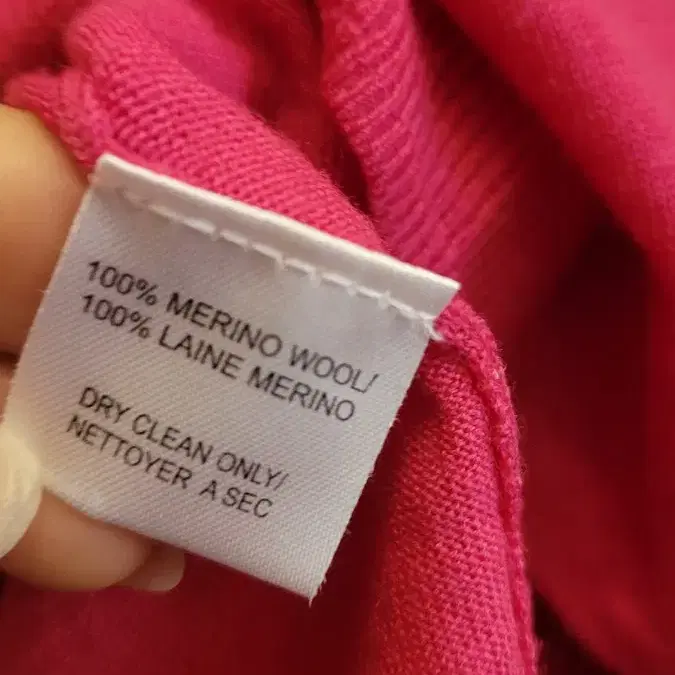 100% MERINO WOOL/
100% LAINE MERINO
DRY CLEAN ONLY/
NETTOYER A SEC